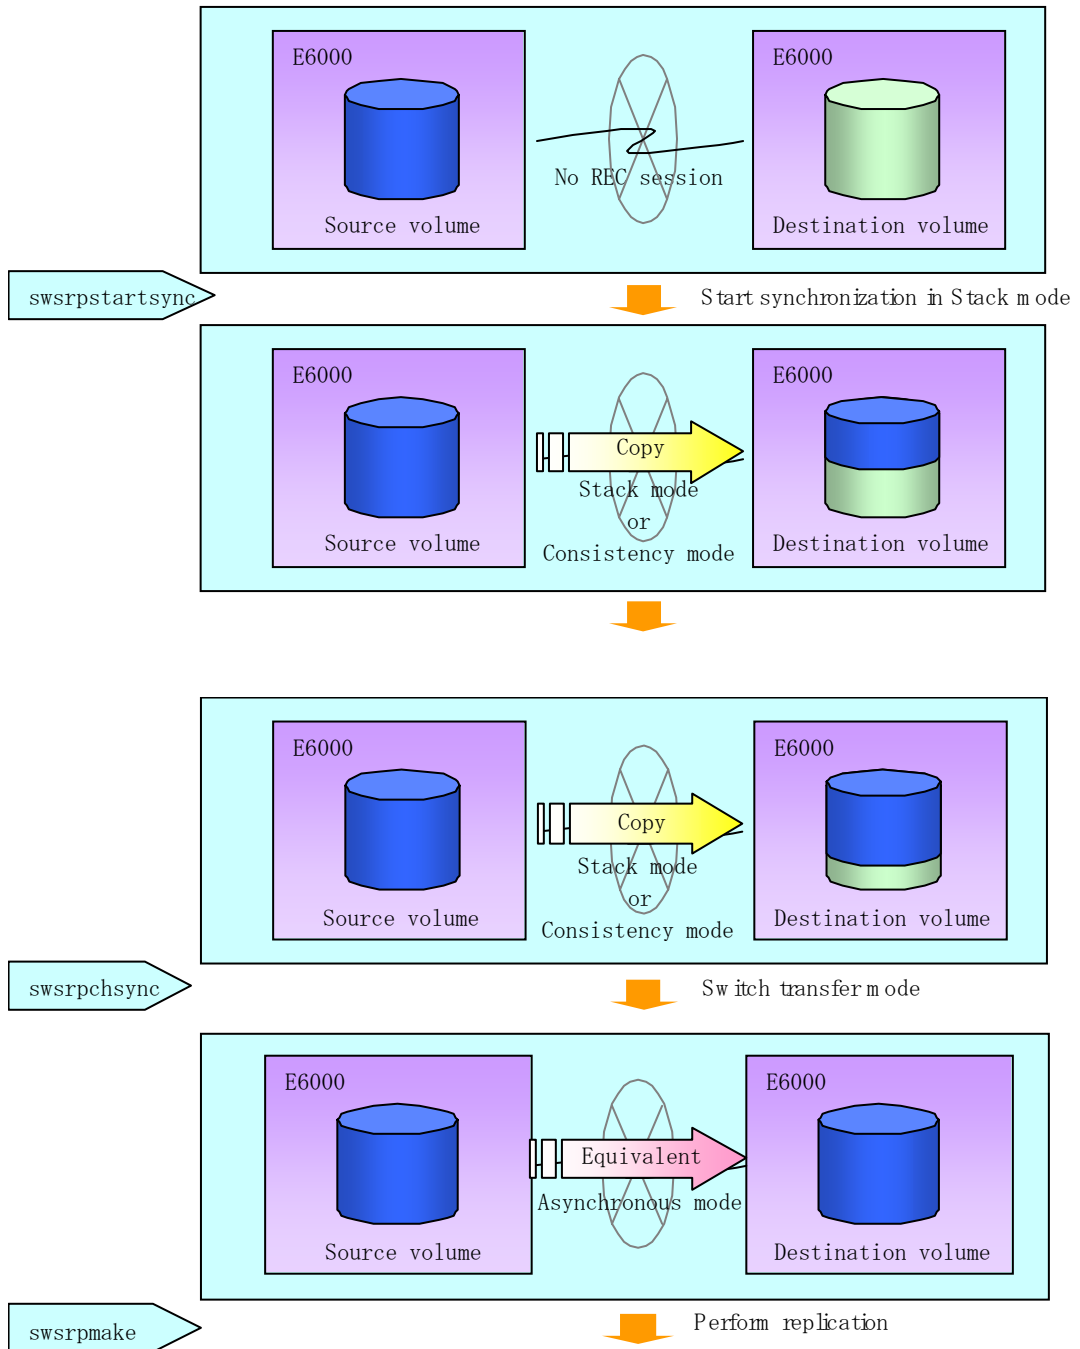 E6000
E6000
No REC session
Source volume
Destination volume
swsrpstartsync
Start synchronization in Stack mode
E6000
E6000
Copy
Stack mode
or
Consistency mode
Source volume
Destination volume
E6000
E6000
Copy
Stack mode
or
Consistency mode
Source volume
Destination volume
swsrpchsync
Switch transfer mode
E6000
E6000
Equivalent
Asynchronous mode
Source volume
Destination volume
swsrpmake
Perform replication